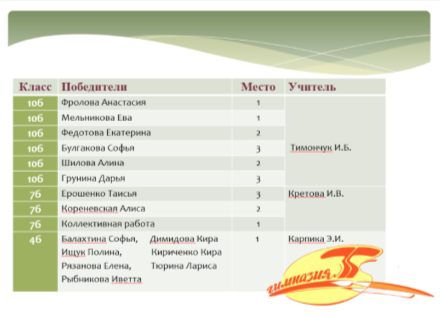 Класс Победители Место Учитель
10б Фролова Анастасия 1
10б Мельникова Ева 1
10б Федотова Екатерина 2
10б Булгакова Софья 3 Тимончук И.Б.
10б Шилова Алина 2
10б Грунина Дарья 3
7б Ерошенко Таисья 3 Кретова И.В.
7б Кореневская Алиса 2
7б Коллективная работа 1
4б Балахтина Софья, Димидова Кира 1 Карпика Э.И.
Ищук Полина, Кириченко Кира
Рязанова Елена, Тюрина Лариса
Рыбникова Иветта
гимназия